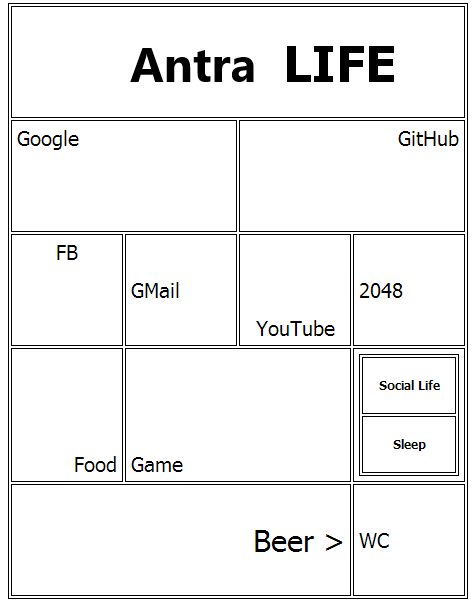 Antra LIFE
Google GitHub
FB
GMail 2048
YouTube
Social Life
Sleep
Food Game
Beer > WC